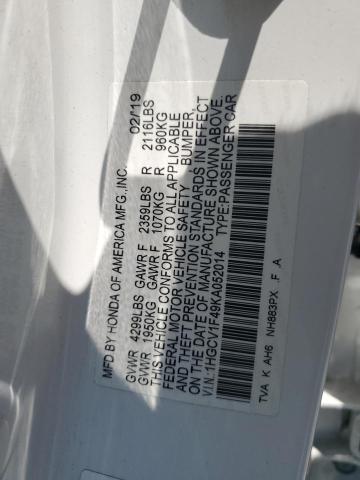 MFD BY HONDA OF AMERICA MFG.,INC. 02/19
GVWR 4299LBS GAWR F 2359LBS R 2116LBS
GVWR 1950KG GAWR F 1070KG R 960KG
THIS VEHICLE CONFORMS TO ALL APPLICABLE
FEDERAL MOTOR VEHICLE SAFETY BUMPER,
AND THEFT PREVENTION STANDARDS IN EFFECT
ON THE DATE OF MANUFACTURE SHOWN ABOVE.
V.I.N.:1HGCV1F49KA052014 TYPE:PASSENGER CAR
TVA K AH6 NH883PX F A